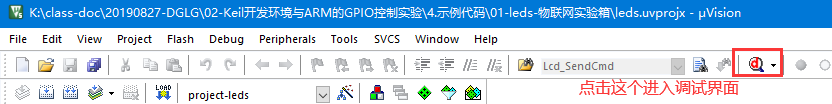 K:\class-doc\20190827-DGLG\02-Keil开发环境与ARM的GPIO控制实验\4.示例代码\01-leds-物联网实验箱\leds.uvprojx - µVision
File Edit View Project Flash Debug Peripherals Tools SVCS Window Help
Lcd_SendCmd
点击这个进入调试界面
LOAD project-leds